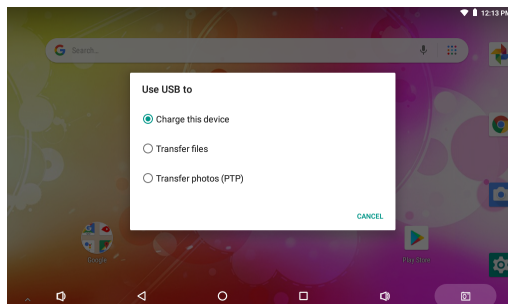 12:13 PM
Search...
Use USB to
Charge this device
Transfer files
Transfer photos (PTP)
CANCEL
Google
Play Store